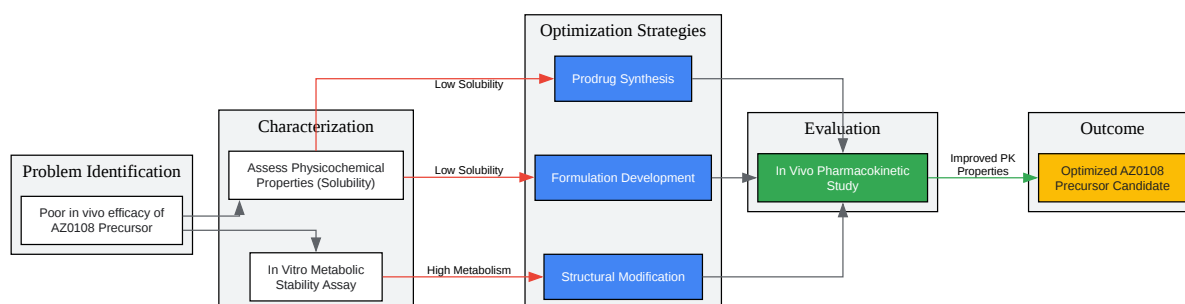 Problem Identification
Poor in vivo efficacy of
AZ0108 Precursor
Characterization
Assess Physicochemical
Properties (Solubility)
In Vitro Metabolic
Stability Assay
Low Solubility
Low Solubility
High Metabolism
Optimization Strategies
Prodrug Synthesis
Formulation Development
Structural Modification
Evaluation
In Vivo Pharmacokinetic
Study
Improved PK
Properties
Outcome
Optimized AZ0108
Precursor Candidate